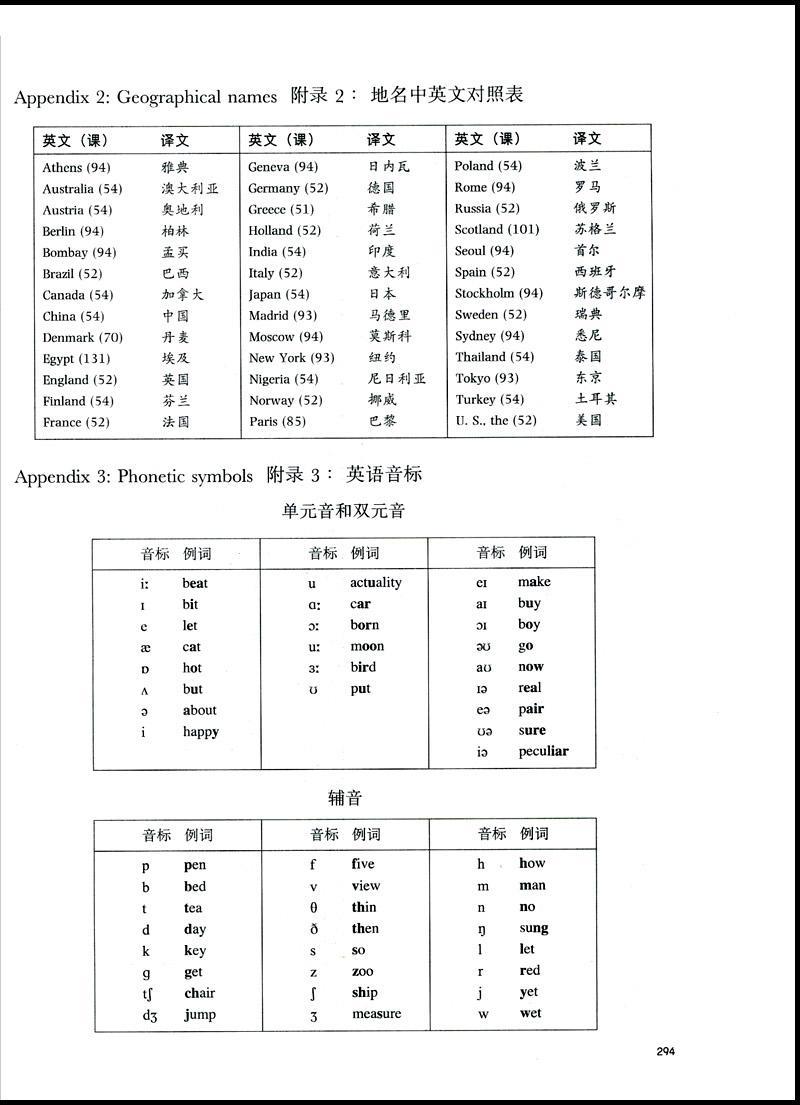 Appendix 2: Geographical names 附录 2： 地名中英文对照表
英文（课） 译文 英文（课） 译文 英文（课） 译文
Athens (94) 雅典 Geneva (94) 日内瓦 Poland (54) 波兰
Australia (54) 澳大利亚 Germany (52) 德国 Rome (94) 罗马
Austria (54) 奥地利 Greece (51) 希腊 Russia (52) 俄罗斯
Berlin (94) 柏林 Holland (52) 荷兰 Scotland (101) 苏格兰
Bombay (94) 孟买 India (54) 印度 Seoul (94) 首尔
Brazil (52) 巴西 Italy (52) 意大利 Spain (52) 西班牙
Canada (54) 加拿大 Japan (54) 日本 Stockholm (94) 斯德哥尔摩
China (54) 中国 Madrid (93) 马德里 Sweden (52) 瑞典
Denmark (70) 丹麦 Moscow (94) 莫斯科 Sydney (94) 悉尼
Egypt (131) 埃及 New York (93) 纽约 Thailand (54) 泰国
England (52) 英国 Nigeria (54) 尼日利亚 Tokyo (93) 东京
Finland (54) 芬兰 Norway (52) 挪威 Turkey (54) 土耳其
France (52) 法国 Paris (85) 巴黎 U. S., the (52) 美国
Appendix 3: Phonetic symbols 附录 3： 英语音标
单元音和双元音
音标 例词 音标 例词 音标 例词
iː beat u actuality eɪ make
ɪ bit ɑː car aɪ buy
e let ɔː born ɔɪ boy
æ cat uː moon əʊ go
ɒ hot ɜː bird aʊ now
ʌ but ʊ put ɪə real
ə about eə pair
i happy ʊə sure
iə peculiar
辅音
音标 例词 音标 例词 音标 例词
p pen f five h how
b bed v view m man
t tea θ thin n no
d day ð then ŋ sung
k key s so l let
g get z zoo r red
tʃ chair ʃ ship j yet
dʒ jump ʒ measure w wet
294